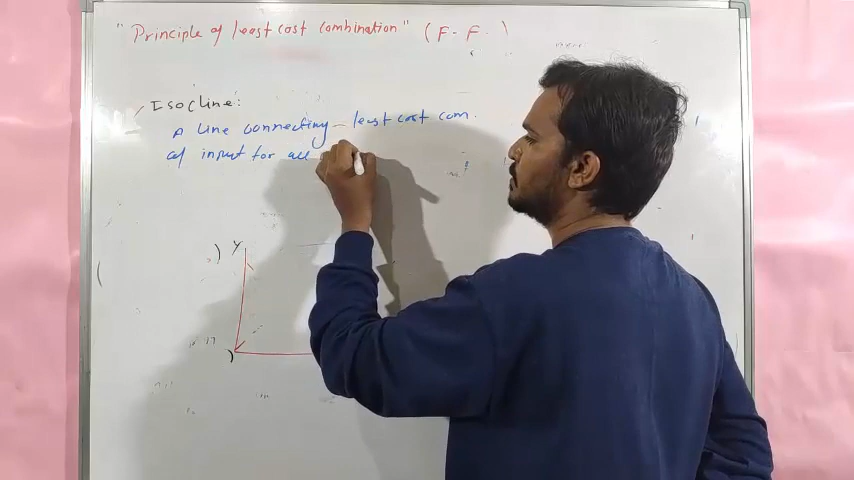 "Principle of least cost combination" (F-F.)
Isocline:
A line connecting least cost com.
of input for all
y